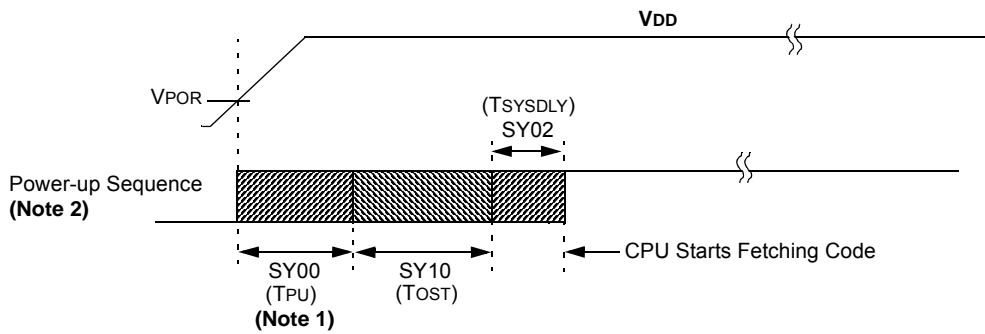 VDD
VPOR
(TSYSDLY)
SY02
Power-up Sequence
(Note 2)
CPU Starts Fetching Code
SY00
(TPU)
(Note 1)
SY10
(TOST)